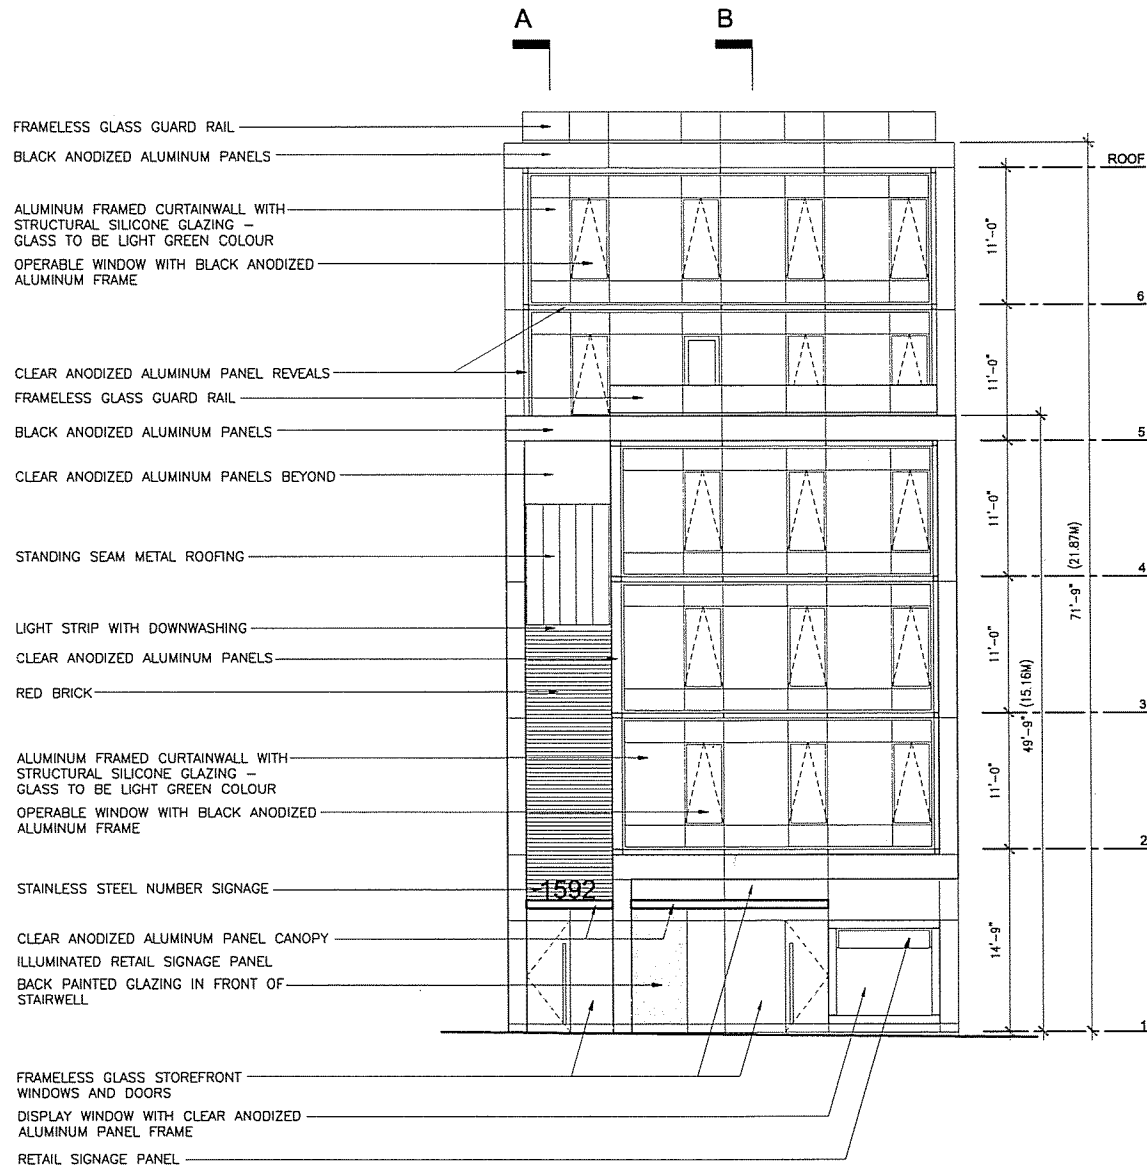 A
B
FRAMELESS GLASS GUARD RAIL
BLACK ANODIZED ALUMINUM PANELS
ROOF
ALUMINUM FRAMED CURTAINWALL WITH
STRUCTURAL SILICONE GLAZING –
GLASS TO BE LIGHT GREEN COLOUR
11'-0"
OPERABLE WINDOW WITH BLACK ANODIZED
ALUMINUM FRAME
6
CLEAR ANODIZED ALUMINUM PANEL REVEALS
11'-0"
FRAMELESS GLASS GUARD RAIL
BLACK ANODIZED ALUMINUM PANELS
5
CLEAR ANODIZED ALUMINUM PANELS BEYOND
11'-0"
STANDING SEAM METAL ROOFING
71'-9" (21.87M)
4
LIGHT STRIP WITH DOWNWASHING
11'-0"
CLEAR ANODIZED ALUMINUM PANELS
RED BRICK
49'-9" (15.16M)
3
ALUMINUM FRAMED CURTAINWALL WITH
STRUCTURAL SILICONE GLAZING –
GLASS TO BE LIGHT GREEN COLOUR
11'-0"
OPERABLE WINDOW WITH BLACK ANODIZED
ALUMINUM FRAME
2
STAINLESS STEEL NUMBER SIGNAGE
1592
CLEAR ANODIZED ALUMINUM PANEL CANOPY
14'-9"
ILLUMINATED RETAIL SIGNAGE PANEL
BACK PAINTED GLAZING IN FRONT OF
STAIRWELL
1
FRAMELESS GLASS STOREFRONT
WINDOWS AND DOORS
DISPLAY WINDOW WITH CLEAR ANODIZED
ALUMINUM PANEL FRAME
RETAIL SIGNAGE PANEL